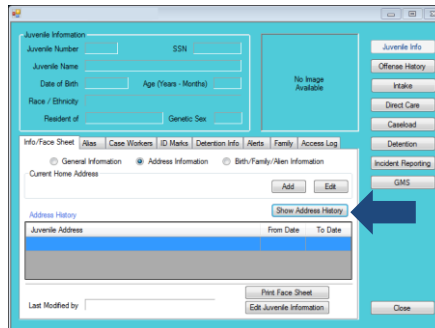 Juvenile Information
Juvenile Number SSN
Juvenile Name
Date of Birth Age (Years - Months)
Race / Ethnicity
Resident of Genetic Sex
No Image
Available
Juvenile Info
Offense History
Intake
Direct Care
Caseload
Detention
Incident Reporting
GMS
Info/Face Sheet Alias Case Workers ID Marks Detention Info Alerts Family Access Log
General Information Address Information Birth/Family/Alien Information
Current Home Address
Add Edit
Address History Show Address History
Juvenile Address From Date To Date
Print Face Sheet
Last Modified by Edit Juvenile Information
Close